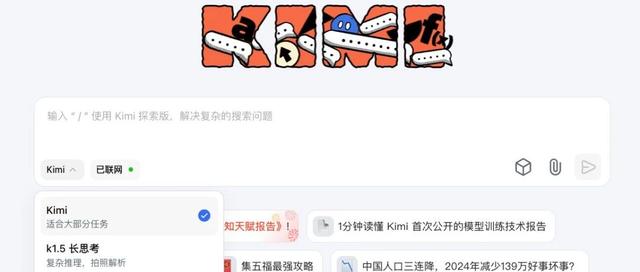 KIMI
a
f(x)
输入 “ / ” 使用 Kimi 探索版，解决复杂的搜索问题
Kimi
已联网
Kimi
适合大部分任务
知天赋报告》!
1分钟读懂 Kimi 首次公开的模型训练技术报告
k1.5 长思考
复杂推理，拍照解析
集五福最强攻略
中国人口三连降，2024年减少139万好事坏事?